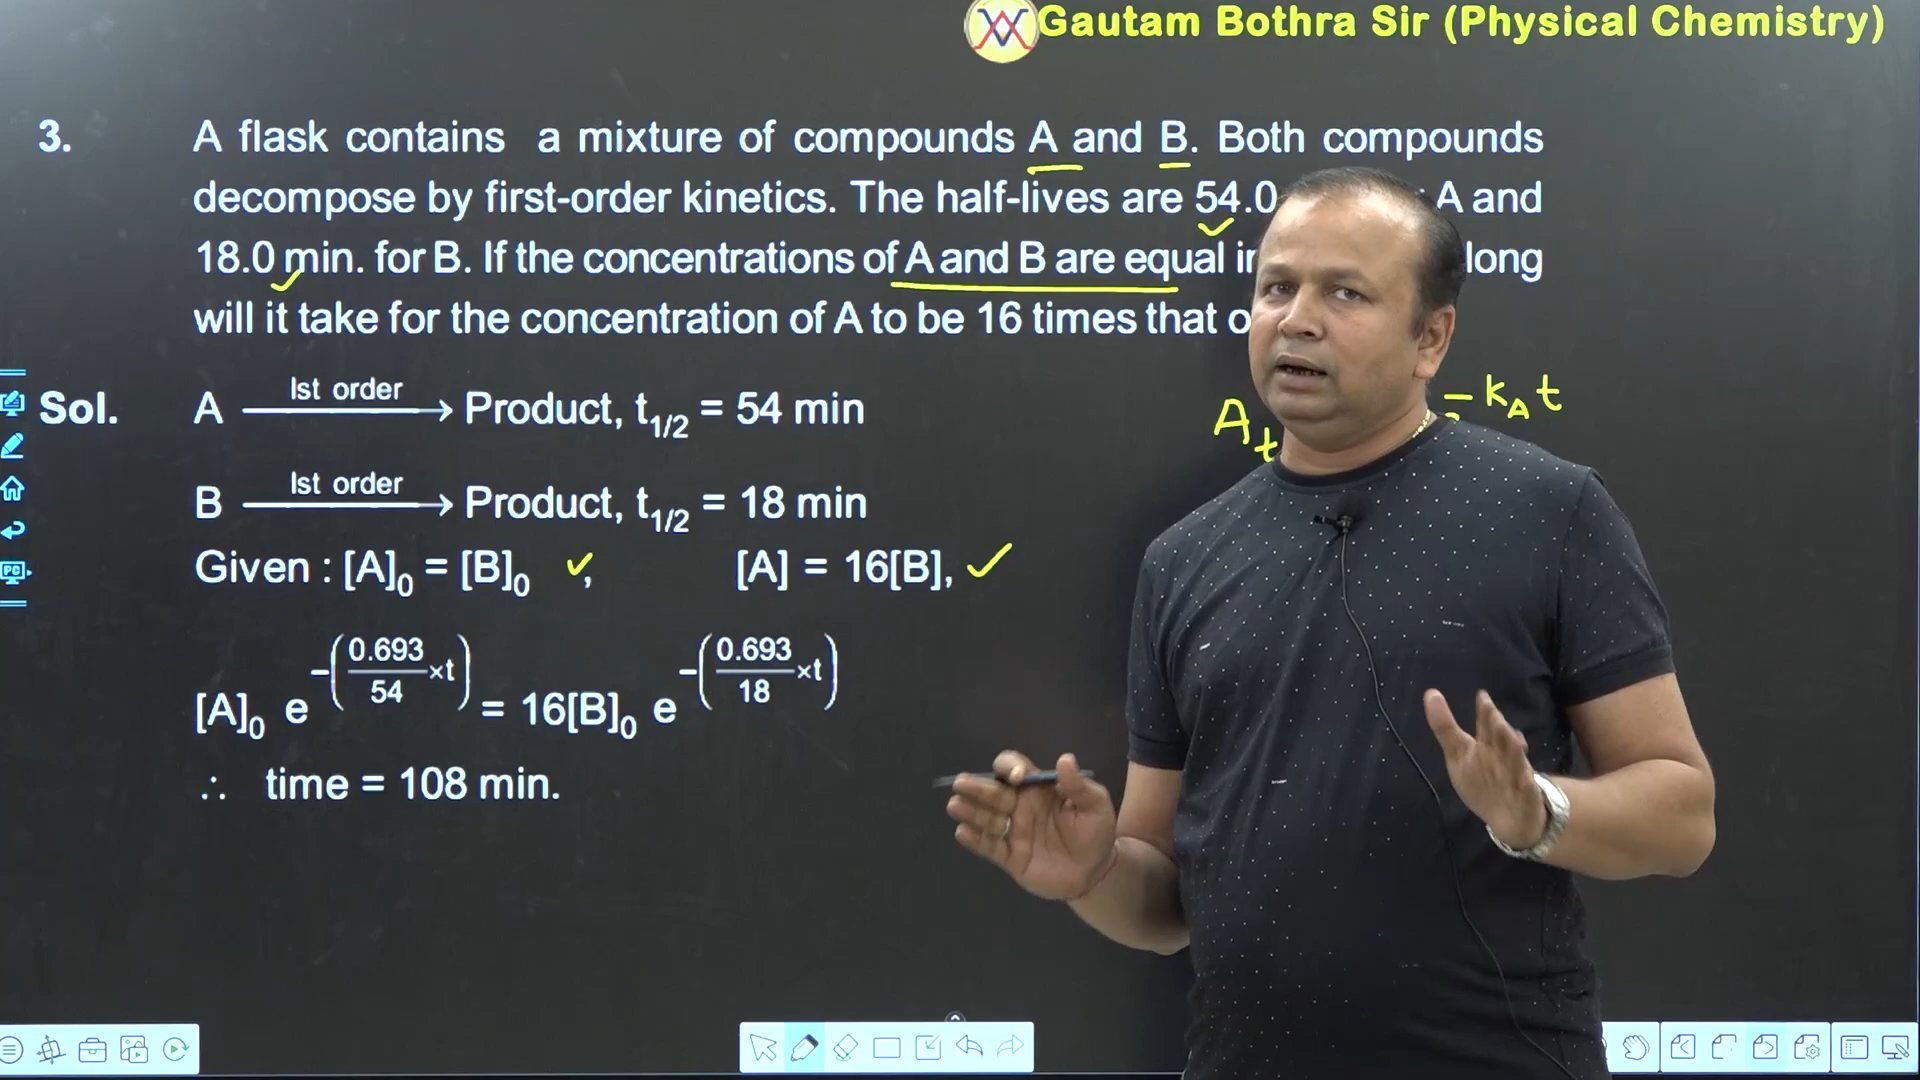 Gautam Bothra Sir (Physical Chemistry)
3. A flask contains a mixture of compounds A and B. Both compounds
decompose by first-order kinetics. The half-lives are 54.0 A and
18.0 min. for B. If the concentrations of A and B are equal long
will it take for the concentration of A to be 16 times that
Sol. A Ist order → Product, t1/2 = 54 min
At - kA t
B Ist order → Product, t1/2 = 18 min
Given : [A]0 = [B]0 ✓, [A] = 16[B], ✓
[A]0 e^-(0.693/54 ×t) = 16[B]0 e^-(0.693/18 ×t)
∴ time = 108 min.
PC